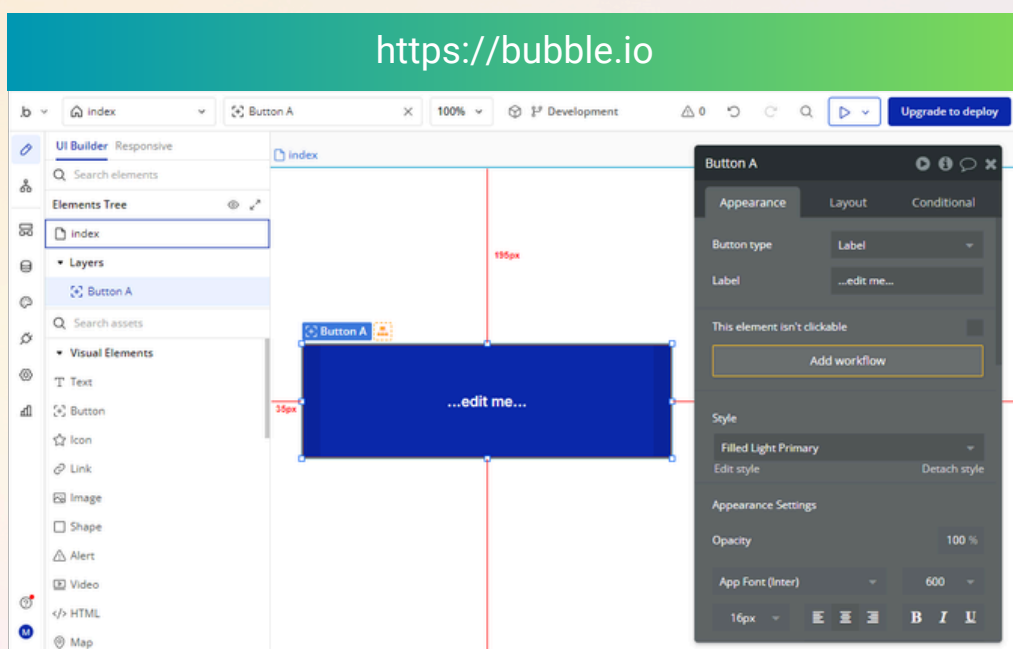 https://bubble.io
b index Button A 100% Development 0 Upgrade to deploy
UI Builder Responsive
Search elements
Elements Tree
index
Layers
Button A
Search assets
Visual Elements
Text
Button
Icon
Link
Image
Shape
Alert
Video
HTML
Map
M
index
195px
Button A
35px
...edit me...
Button A
Appearance Layout Conditional
Button type Label
Label ...edit me...
This element isn't clickable
Add workflow
Style
Filled Light Primary
Edit style Detach style
Appearance Settings
Opacity 100 %
App Font (Inter) 600
16px B I U